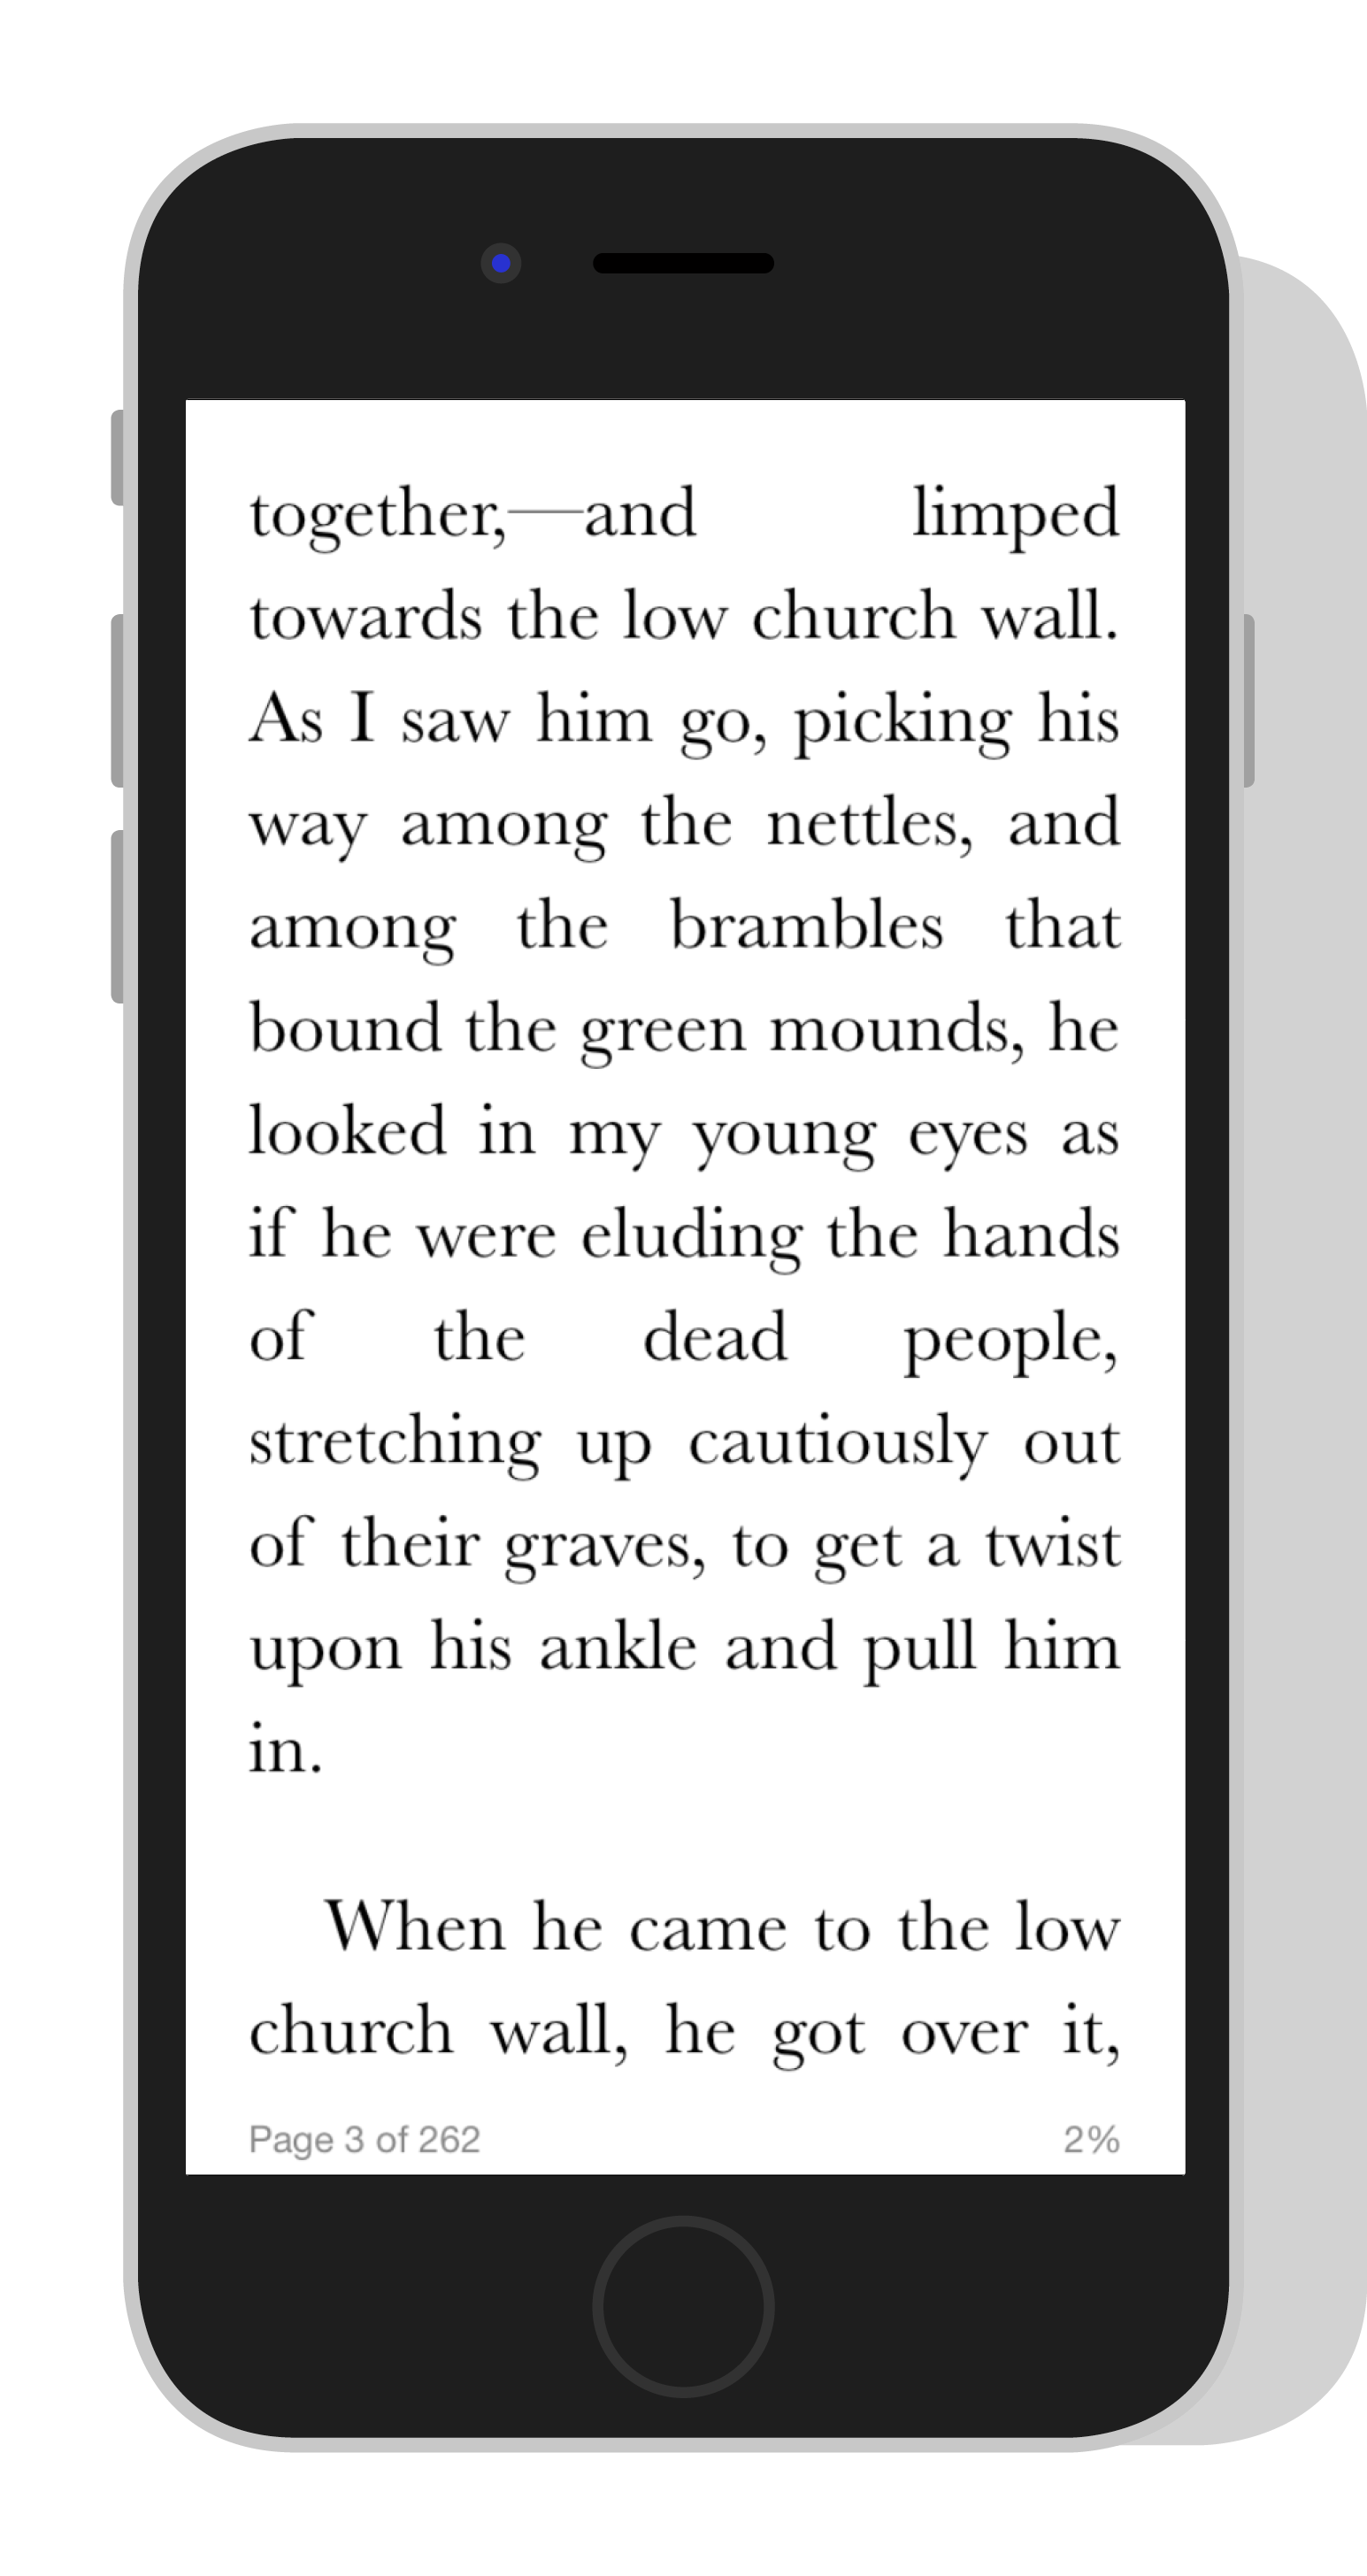 together,—and limped
towards the low church wall.
As I saw him go, picking his
way among the nettles, and
among the brambles that
bound the green mounds, he
looked in my young eyes as
if he were eluding the hands
of the dead people,
stretching up cautiously out
of their graves, to get a twist
upon his ankle and pull him
in.
When he came to the low
church wall, he got over it,
Page 3 of 262 2%